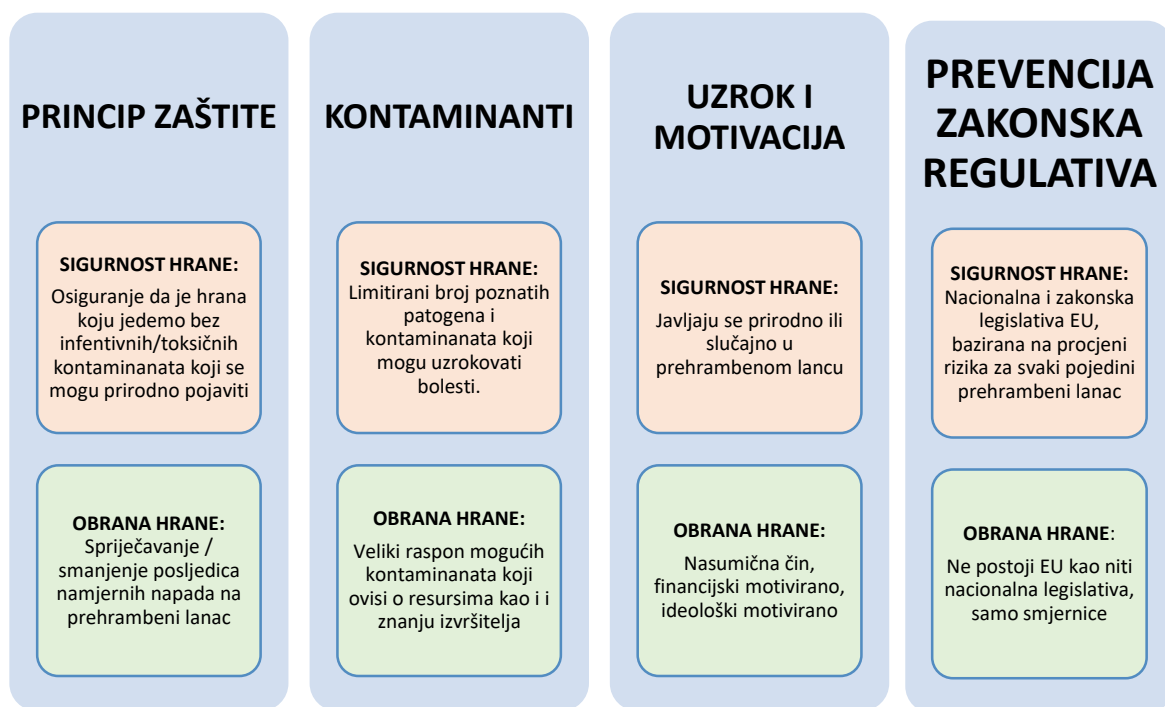 PRINCIP ZAŠTITE
SIGURNOST HRANE:
Osiguranje da je hrana
koju jedemo bez
infentivnih/toksičnih
kontaminanata koji se
mogu prirodno pojaviti
OBRANA HRANE:
Spriječavanje /
smanjenje posljedica
namjernih napada na
prehrambeni lanac
KONTAMINANTI
SIGURNOST HRANE:
Limitirani broj poznatih
patogena i
kontaminanata koji
mogu uzrokovati
bolesti.
OBRANA HRANE:
Veliki raspon mogućih
kontaminanata koji
ovisi o resursima kao i i
znanju izvršitelja
UZROK I
MOTIVACIJA
SIGURNOST HRANE:
Javljaju se prirodno ili
slučajno u
prehrambenom lancu
OBRANA HRANE:
Nasumična čin,
financijski motivirano,
ideološki motivirano
PREVENCIJA
ZAKONSKA
REGULATIVA
SIGURNOST HRANE:
Nacionalna i zakonska
legislativa EU,
bazirana na procjeni
rizika za svaki pojedini
prehrambeni lanac
OBRANA HRANE:
Ne postoji EU kao niti
nacionalna legislativa,
samo smjernice